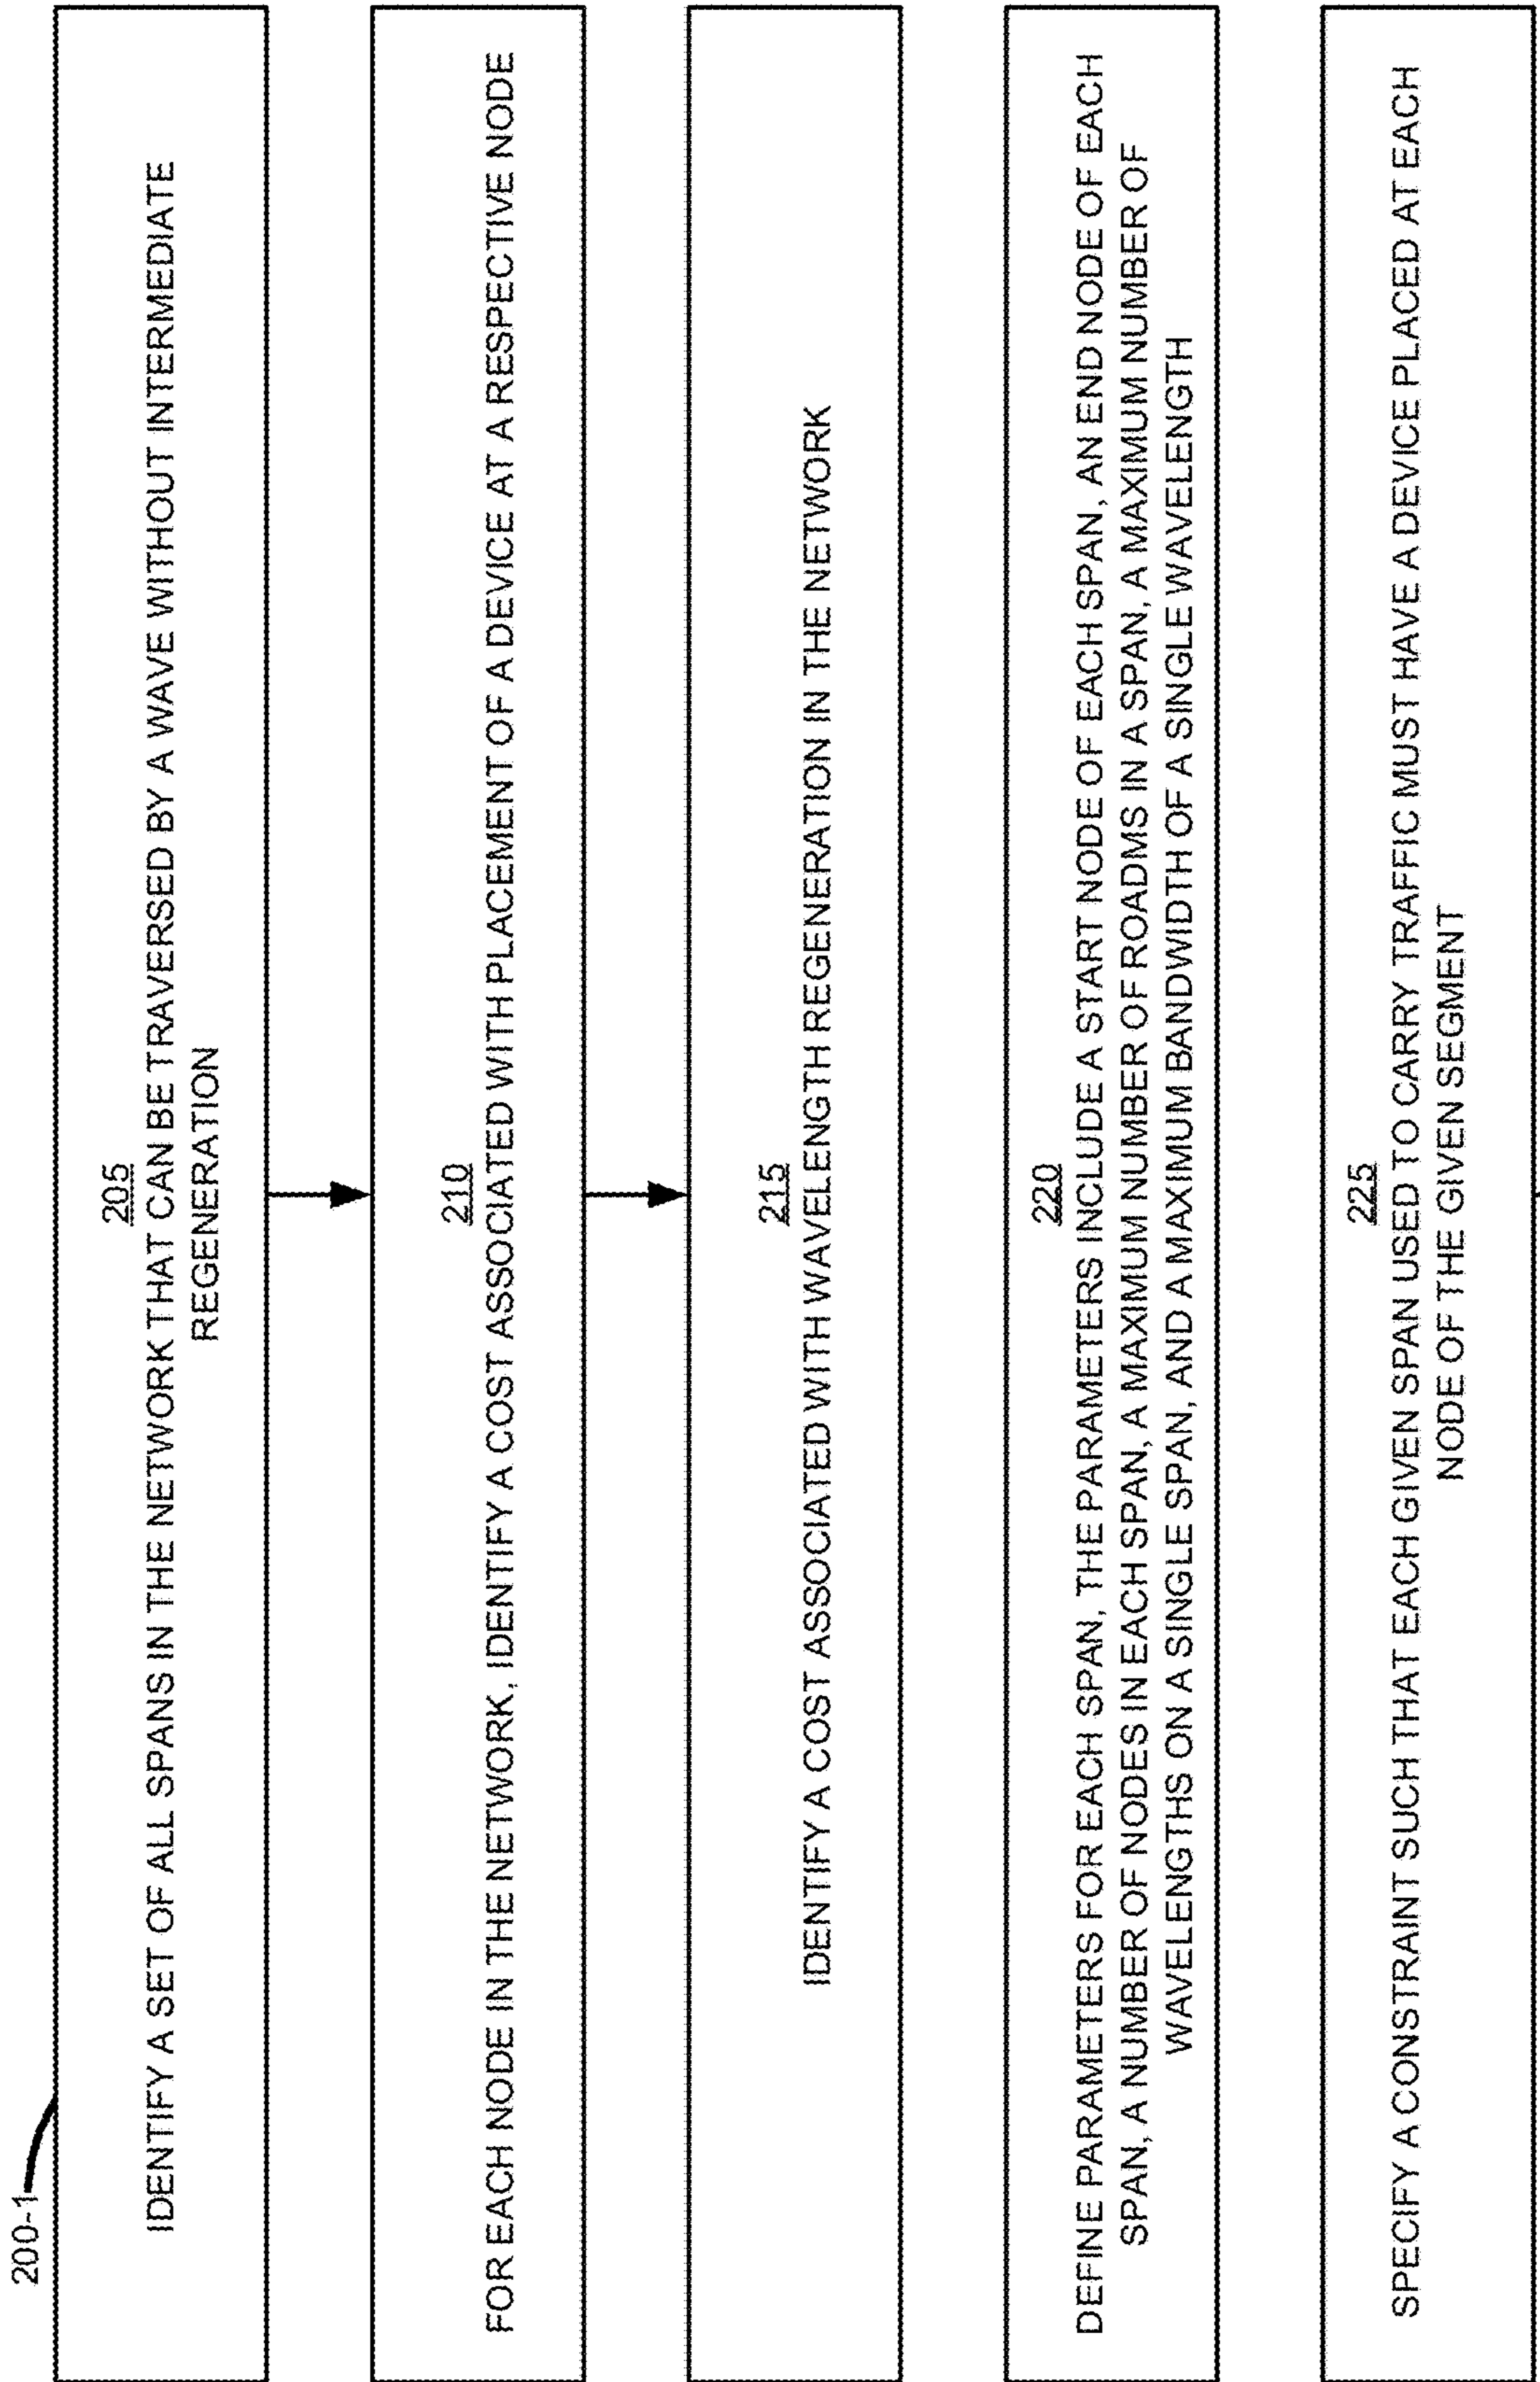 200-1
205
IDENTIFY A SET OF ALL SPANS IN THE NETWORK THAT CAN BE TRAVERSED BY A WAVE WITHOUT INTERMEDIATE
REGENERATION
210
FOR EACH NODE IN THE NETWORK, IDENTIFY A COST ASSOCIATED WITH PLACEMENT OF A DEVICE AT A RESPECTIVE NODE
215
IDENTIFY A COST ASSOCIATED WITH WAVELENGTH REGENERATION IN THE NETWORK
220
DEFINE PARAMETERS FOR EACH SPAN, THE PARAMETERS INCLUDE A START NODE OF EACH SPAN, AN END NODE OF EACH
SPAN, A NUMBER OF NODES IN EACH SPAN, A MAXIMUM NUMBER OF ROADMS IN A SPAN, A MAXIMUM NUMBER OF
WAVELENGTHS ON A SINGLE SPAN, AND A MAXIMUM BANDWIDTH OF A SINGLE WAVELENGTH
225
SPECIFY A CONSTRAINT SUCH THAT EACH GIVEN SPAN USED TO CARRY TRAFFIC MUST HAVE A DEVICE PLACED AT EACH
NODE OF THE GIVEN SEGMENT